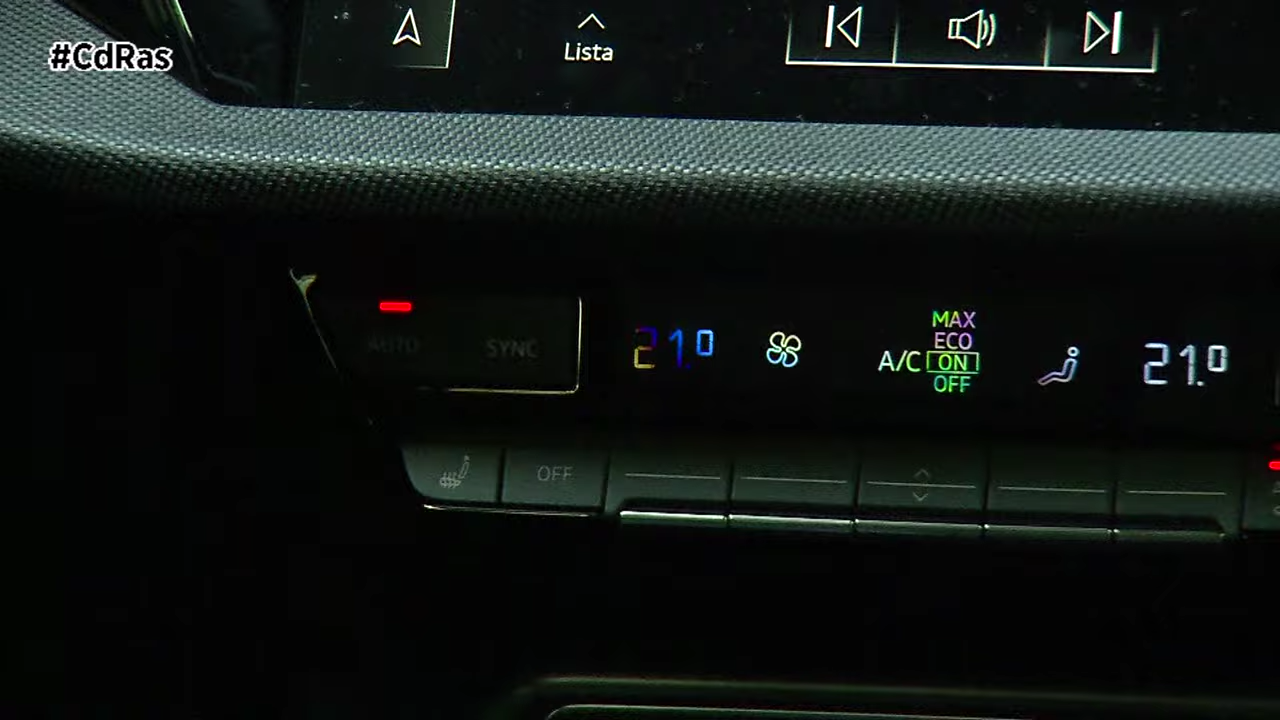 #CdRas
Lista
AUTO SYNC
21.0
A/C
MAX
ECO
ON
OFF
21.0
OFF